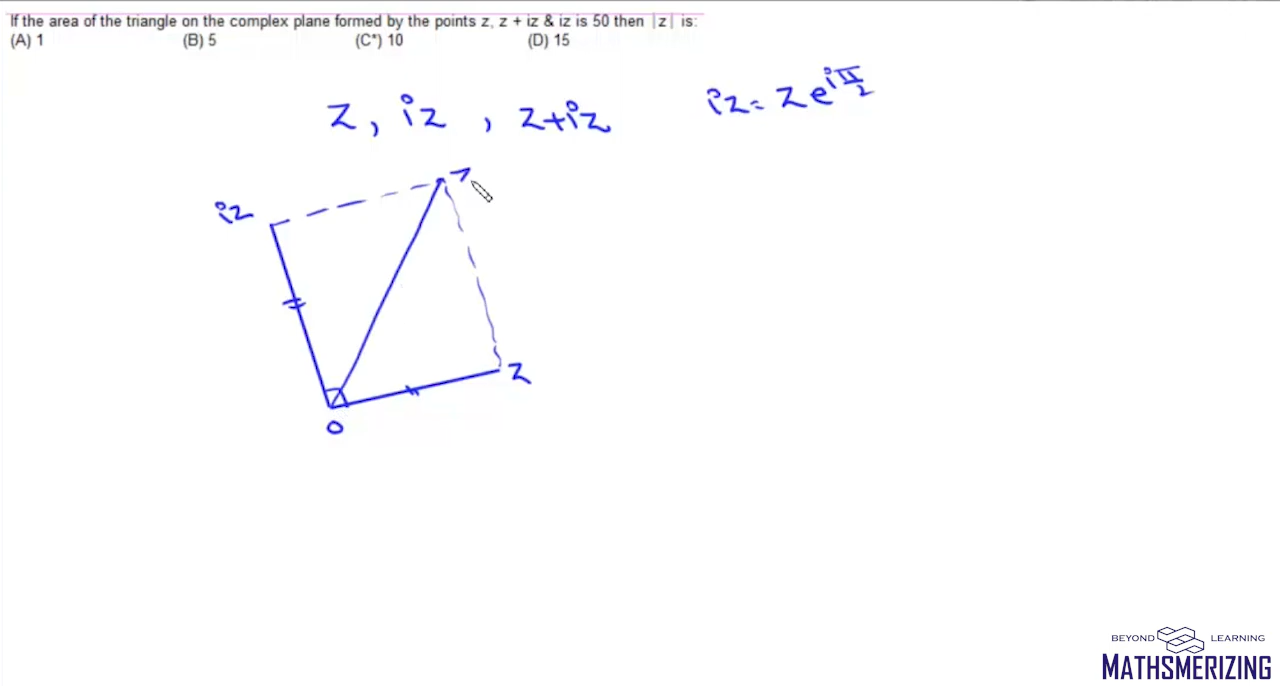 If the area of the triangle on the complex plane formed by the points z, z + iz & iz is 50 then |z| is:
(A) 1 (B) 5 (C*) 10 (D) 15
z, iz, z+iz
iz = z e^{iπ/2}
z
iz
z
0
BEYOND LEARNING
MATHSMERIZING